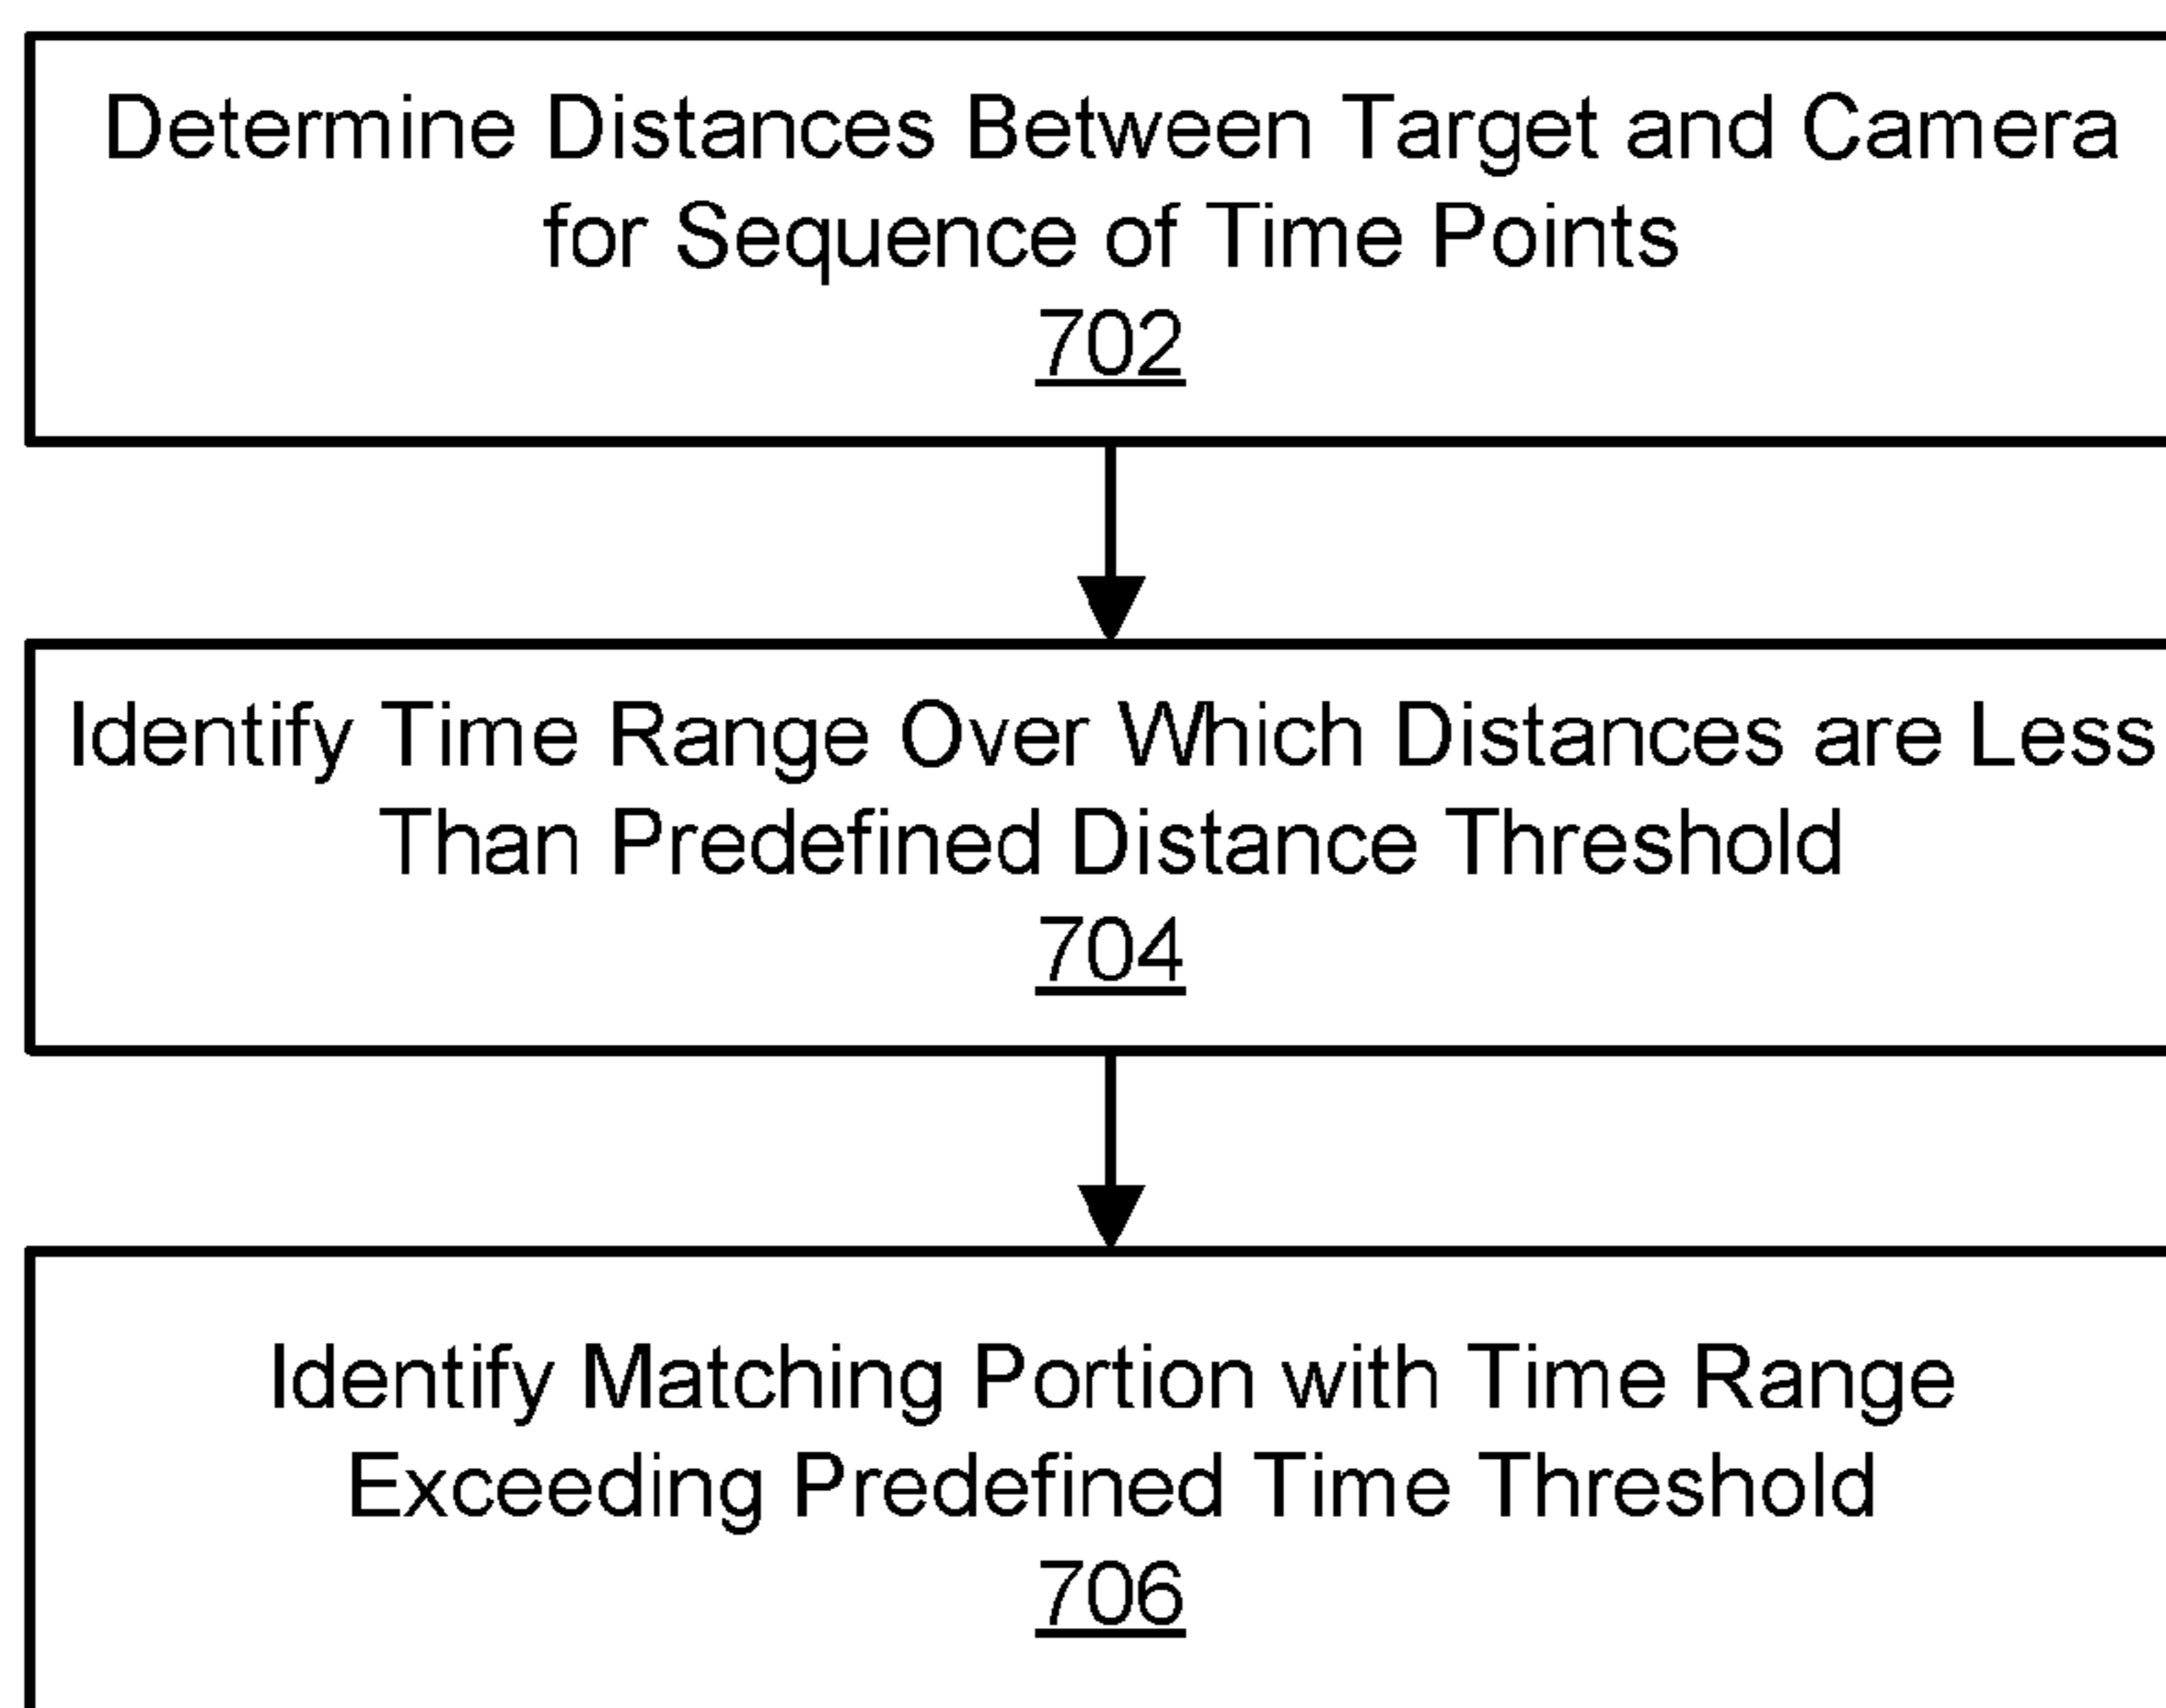 Determine Distances Between Target and Camera
for Sequence of Time Points
702
Identify Time Range Over Which Distances are Less
Than Predefined Distance Threshold
704
Identify Matching Portion with Time Range
Exceeding Predefined Time Threshold
706